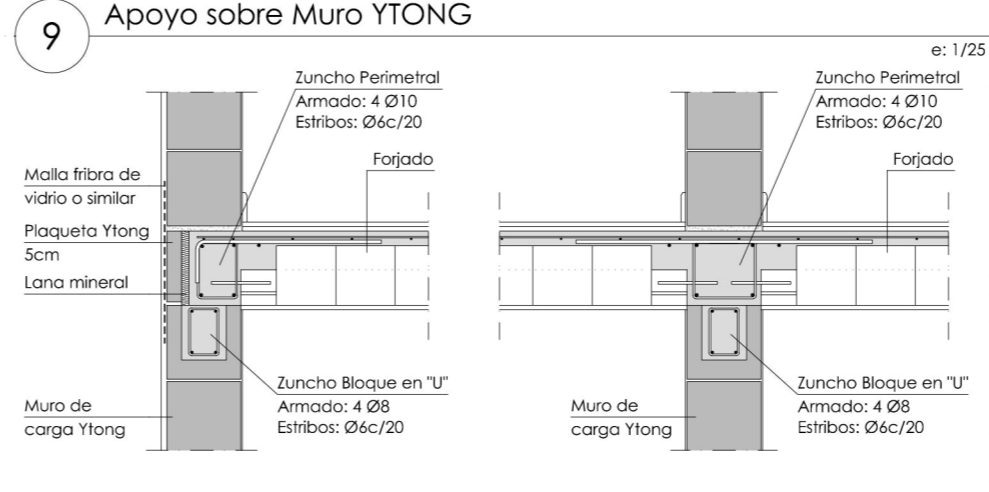 9
Apoyo sobre Muro YTONG
e: 1/25
Zuncho Perimetral
Armado: 4 Ø10
Estribos: Ø6c/20
Forjado
Malla fribra de
vidrio o similar
Plaqueta Ytong
5cm
Lana mineral
Zuncho Bloque en "U"
Armado: 4 Ø8
Estribos: Ø6c/20
Muro de
carga Ytong
Zuncho Perimetral
Armado: 4 Ø10
Estribos: Ø6c/20
Forjado
Zuncho Bloque en "U"
Armado: 4 Ø8
Estribos: Ø6c/20
Muro de
carga Ytong